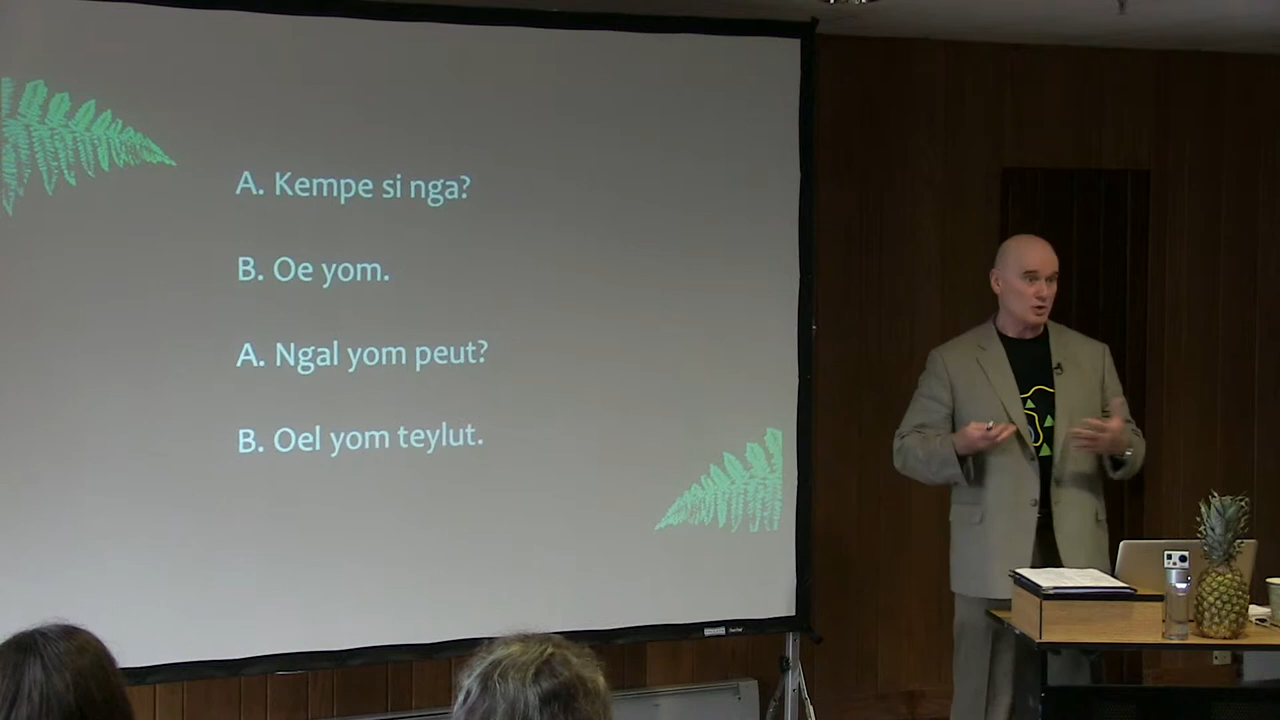 A. Kempe si nga?
B. Oe yom.
A. Ngal yom peut?
B. Oel yom teylut.